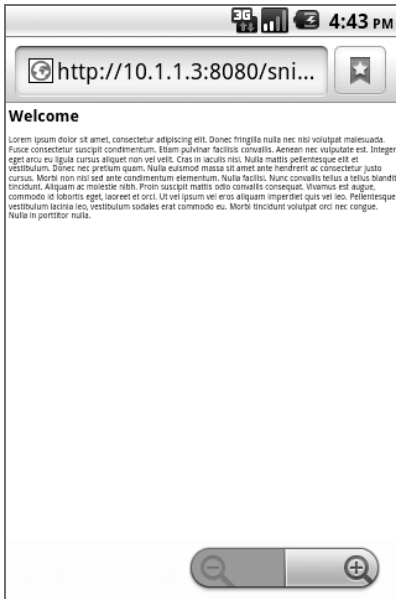 3G 4:43 PM
http://10.1.1.3:8080/sni...
Welcome
Lorem ipsum dolor sit amet, consectetur adipiscing elit. Donec fringilla nulla nec nisl volutpat malesuada.
Fusce consectetur suscipit condimentum. Etiam pulvinar facilisis convallis. Aenean nec vulputate est. Integer
eget arcu eu ligula cursus aliquet non vel velit. Cras in iaculis nisi. Nulla mattis pellentesque elit et
vestibulum. Donec nec pretium quam. Nulla euismod massa sit amet ante hendrerit ac consectetur justo
cursus. Morbi non nisl sed ante condimentum elementum. Nulla facilisi. Nunc convallis tellus a tellus blandit
tincidunt. Aliquam ac molestie nibh. Proin suscipit mattis odio convallis consequat. Vivamus est augue,
commodo id lobortis eget, laoreet et orci. Ut vel ipsum vel eros aliquam imperdiet quis vel leo. Pellentesque
vestibulum lacinia leo, vestibulum sodales erat commodo eu. Morbi tincidunt volutpat orci nec congue.
Nulla in porttitor nulla.